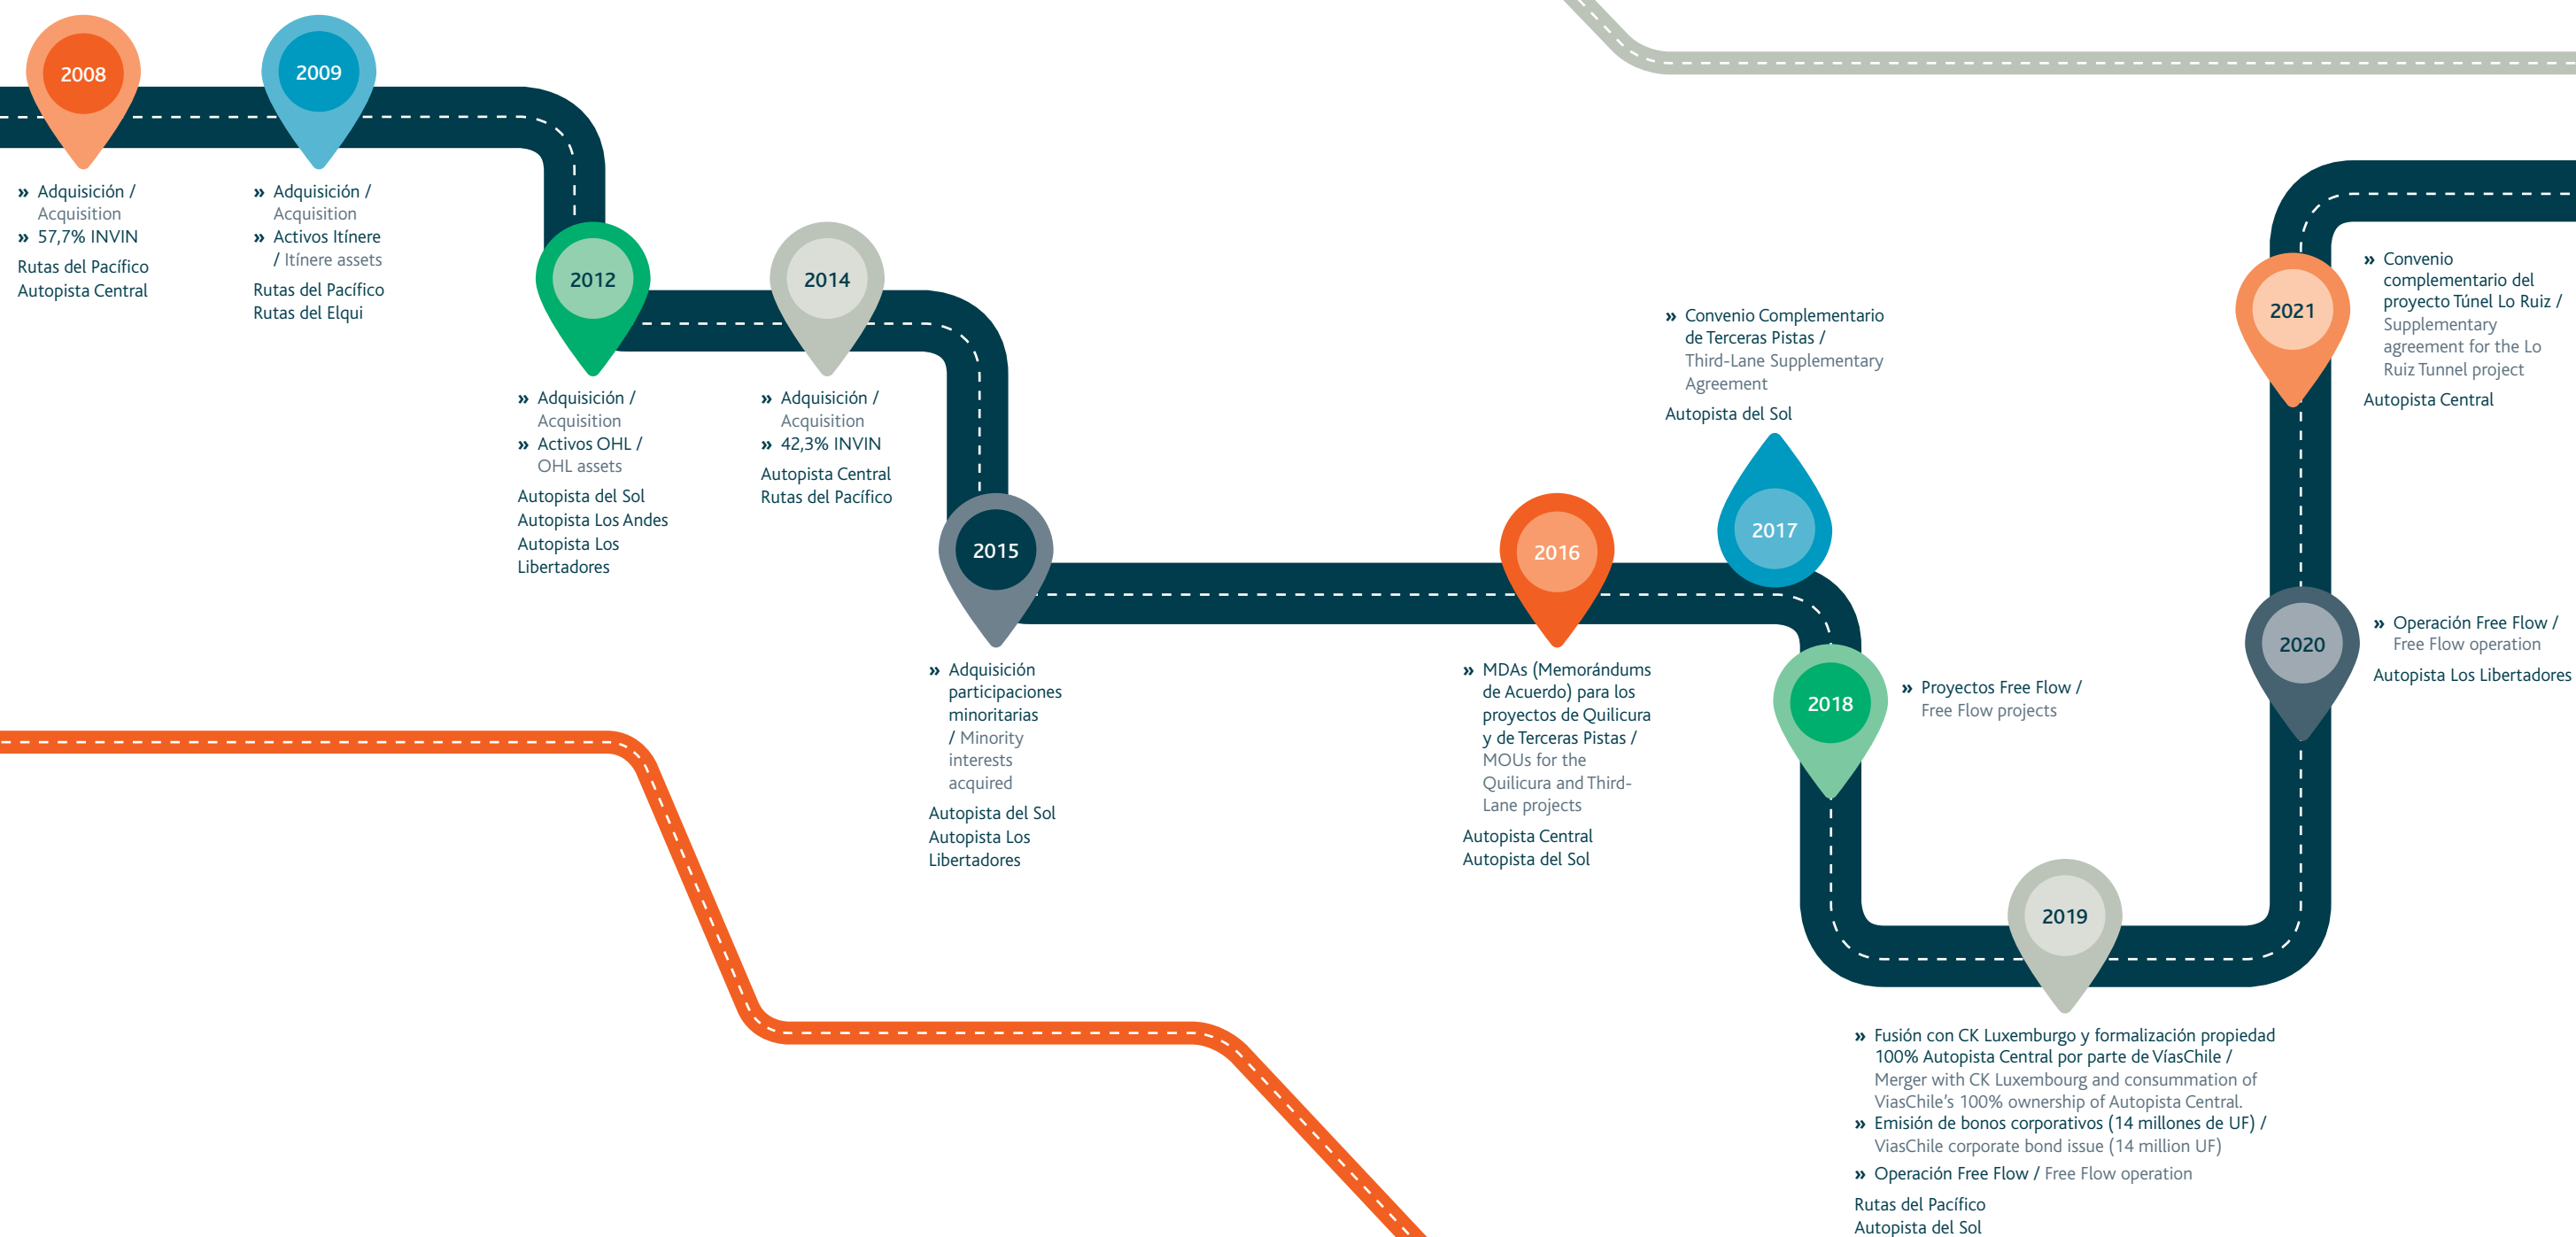 2008
» Adquisición /
Acquisition
» 57,7% INVIN
Rutas del Pacífico
Autopista Central
2009
» Adquisición /
Acquisition
» Activos Itínere
/ Itínere assets
Rutas del Pacífico
Rutas del Elqui
2012
» Adquisición /
Acquisition
» Activos OHL /
OHL assets
Autopista del Sol
Autopista Los Andes
Autopista Los
Libertadores
2014
» Adquisición /
Acquisition
» 42,3% INVIN
Autopista Central
Rutas del Pacífico
2015
» Adquisición
participaciones
minoritarias
/ Minority
interests
acquired
Autopista del Sol
Autopista Los
Libertadores
2016
» MDAs (Memorándums
de Acuerdo) para los
proyectos de Quilicura
y de Terceras Pistas /
MOUs for the
Quilicura and Third-
Lane projects
Autopista Central
Autopista del Sol
» Convenio Complementario
de Terceras Pistas /
Third-Lane Supplementary
Agreement
Autopista del Sol
2017
2018
» Proyectos Free Flow /
Free Flow projects
2019
» Fusión con CK Luxemburgo y formalización propiedad
100% Autopista Central por parte de VíasChile /
Merger with CK Luxembourg and consummation of
ViasChile's 100% ownership of Autopista Central.
» Emisión de bonos corporativos (14 millones de UF) /
ViasChile corporate bond issue (14 million UF)
» Operación Free Flow / Free Flow operation
Rutas del Pacífico
Autopista del Sol
2020
» Operación Free Flow /
Free Flow operation
Autopista Los Libertadores
2021
» Convenio
complementario del
proyecto Túnel Lo Ruiz /
Supplementary
agreement for the Lo
Ruiz Tunnel project
Autopista Central